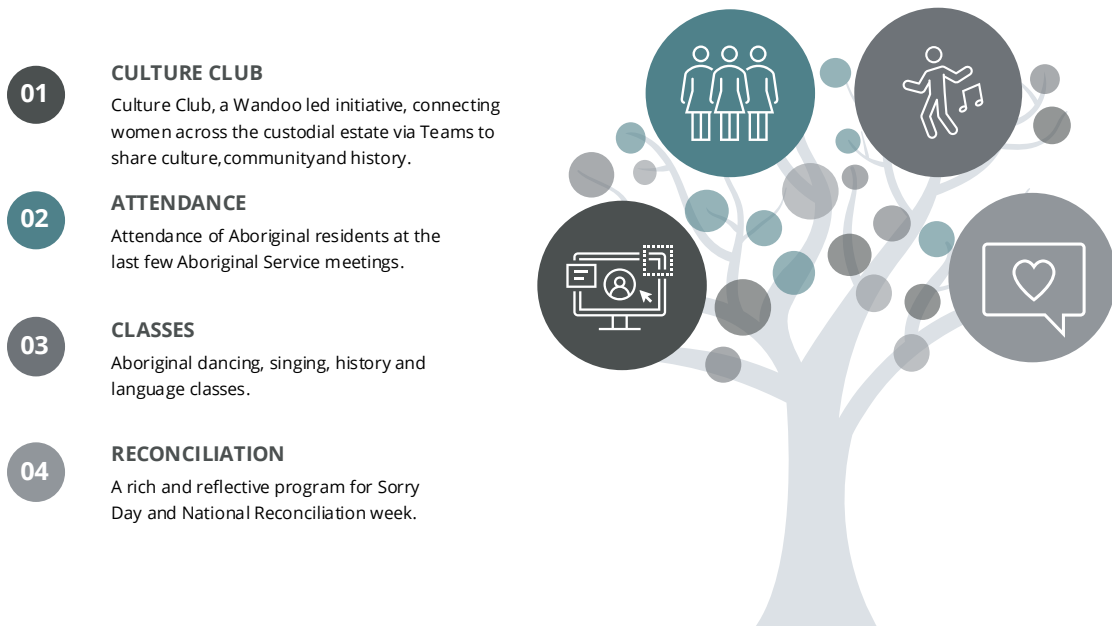 01
CULTURE CLUB
Culture Club, a Wandoo led initiative, connecting
women across the custodial estate via Teams to
share culture,communityand history.
02
ATTENDANCE
Attendance of Aboriginal residents at the
last few Aboriginal Service meetings.
03
CLASSES
Aboriginal dancing, singing, history and
language classes.
04
RECONCILIATION
A rich and reflective program for Sorry
Day and National Reconciliation week.